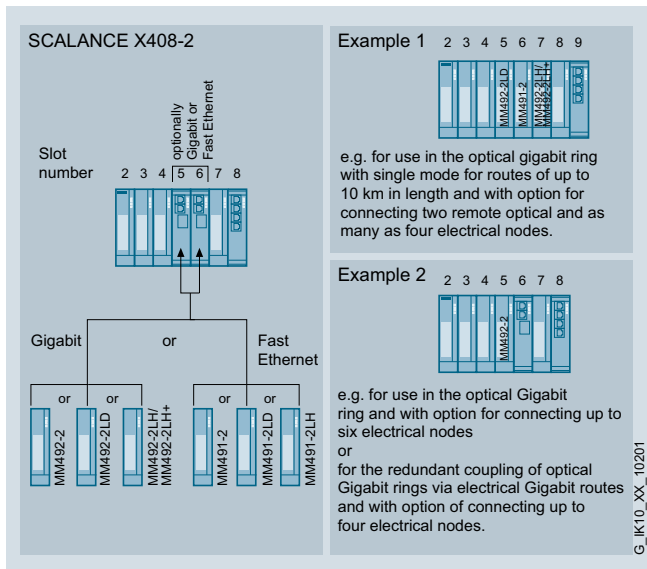 SCALANCE X408-2
optionally
Gigabit or
Fast Ethernet
Slot
number
2 3 4 5 6 7 8
Gigabit
or
Fast
Ethernet
or or
or or
MM492-2
MM492-2LD
MM492-2LH/
MM492-2LH+
MM491-2
MM491-2LD
MM491-2LH
Example 1
2 3 4 5 6 7 8 9
MM492-2LD
MM491-2
MM492-2LH/
MM492-2LH+
e.g. for use in the optical gigabit ring
with single mode for routes of up to
10 km in length and with option for
connecting two remote optical and as
many as four electrical nodes.
Example 2
2 3 4 5 6 7 8
MM492-2
e.g. for use in the optical Gigabit
ring and with option for connecting up to
six electrical nodes
or
for the redundant coupling of optical
Gigabit rings via electrical Gigabit routes
and with option of connecting up to
four electrical nodes.
G_IK10_XX_10201